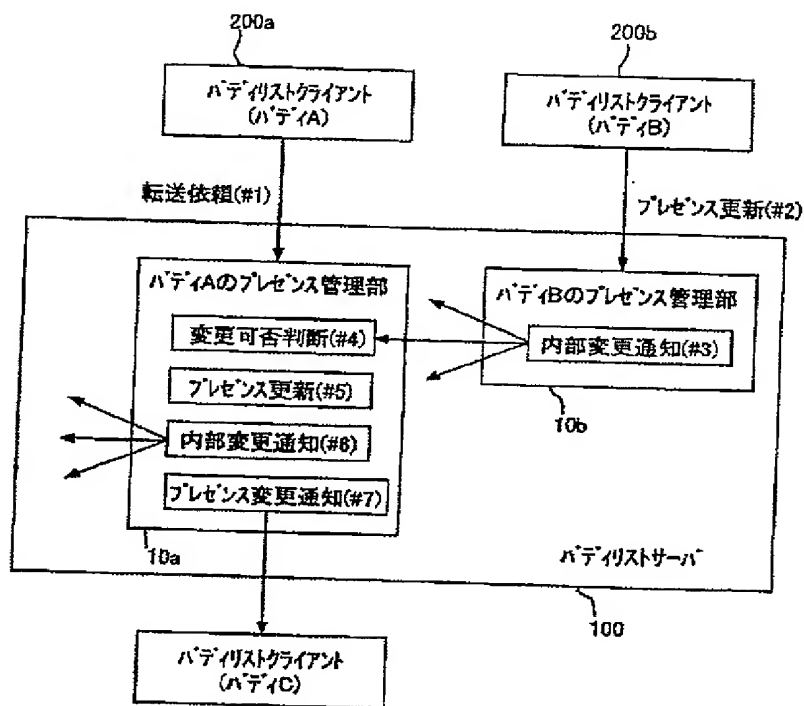 200a
200b
バディリストクライアント
(バディA)
バディリストクライアント
(バディB)
転送依頼(#1)
プレゼンス更新(#2)
バディAのプレゼンス管理部
バディBのプレゼンス管理部
変更可否判断(#4)
内部変更通知(#3)
プレゼンス更新(#5)
10b
内部変更通知(#6)
プレゼンス変更通知(#7)
10a
バディリストサーバ
100
バディリストクライアント
(バディC)